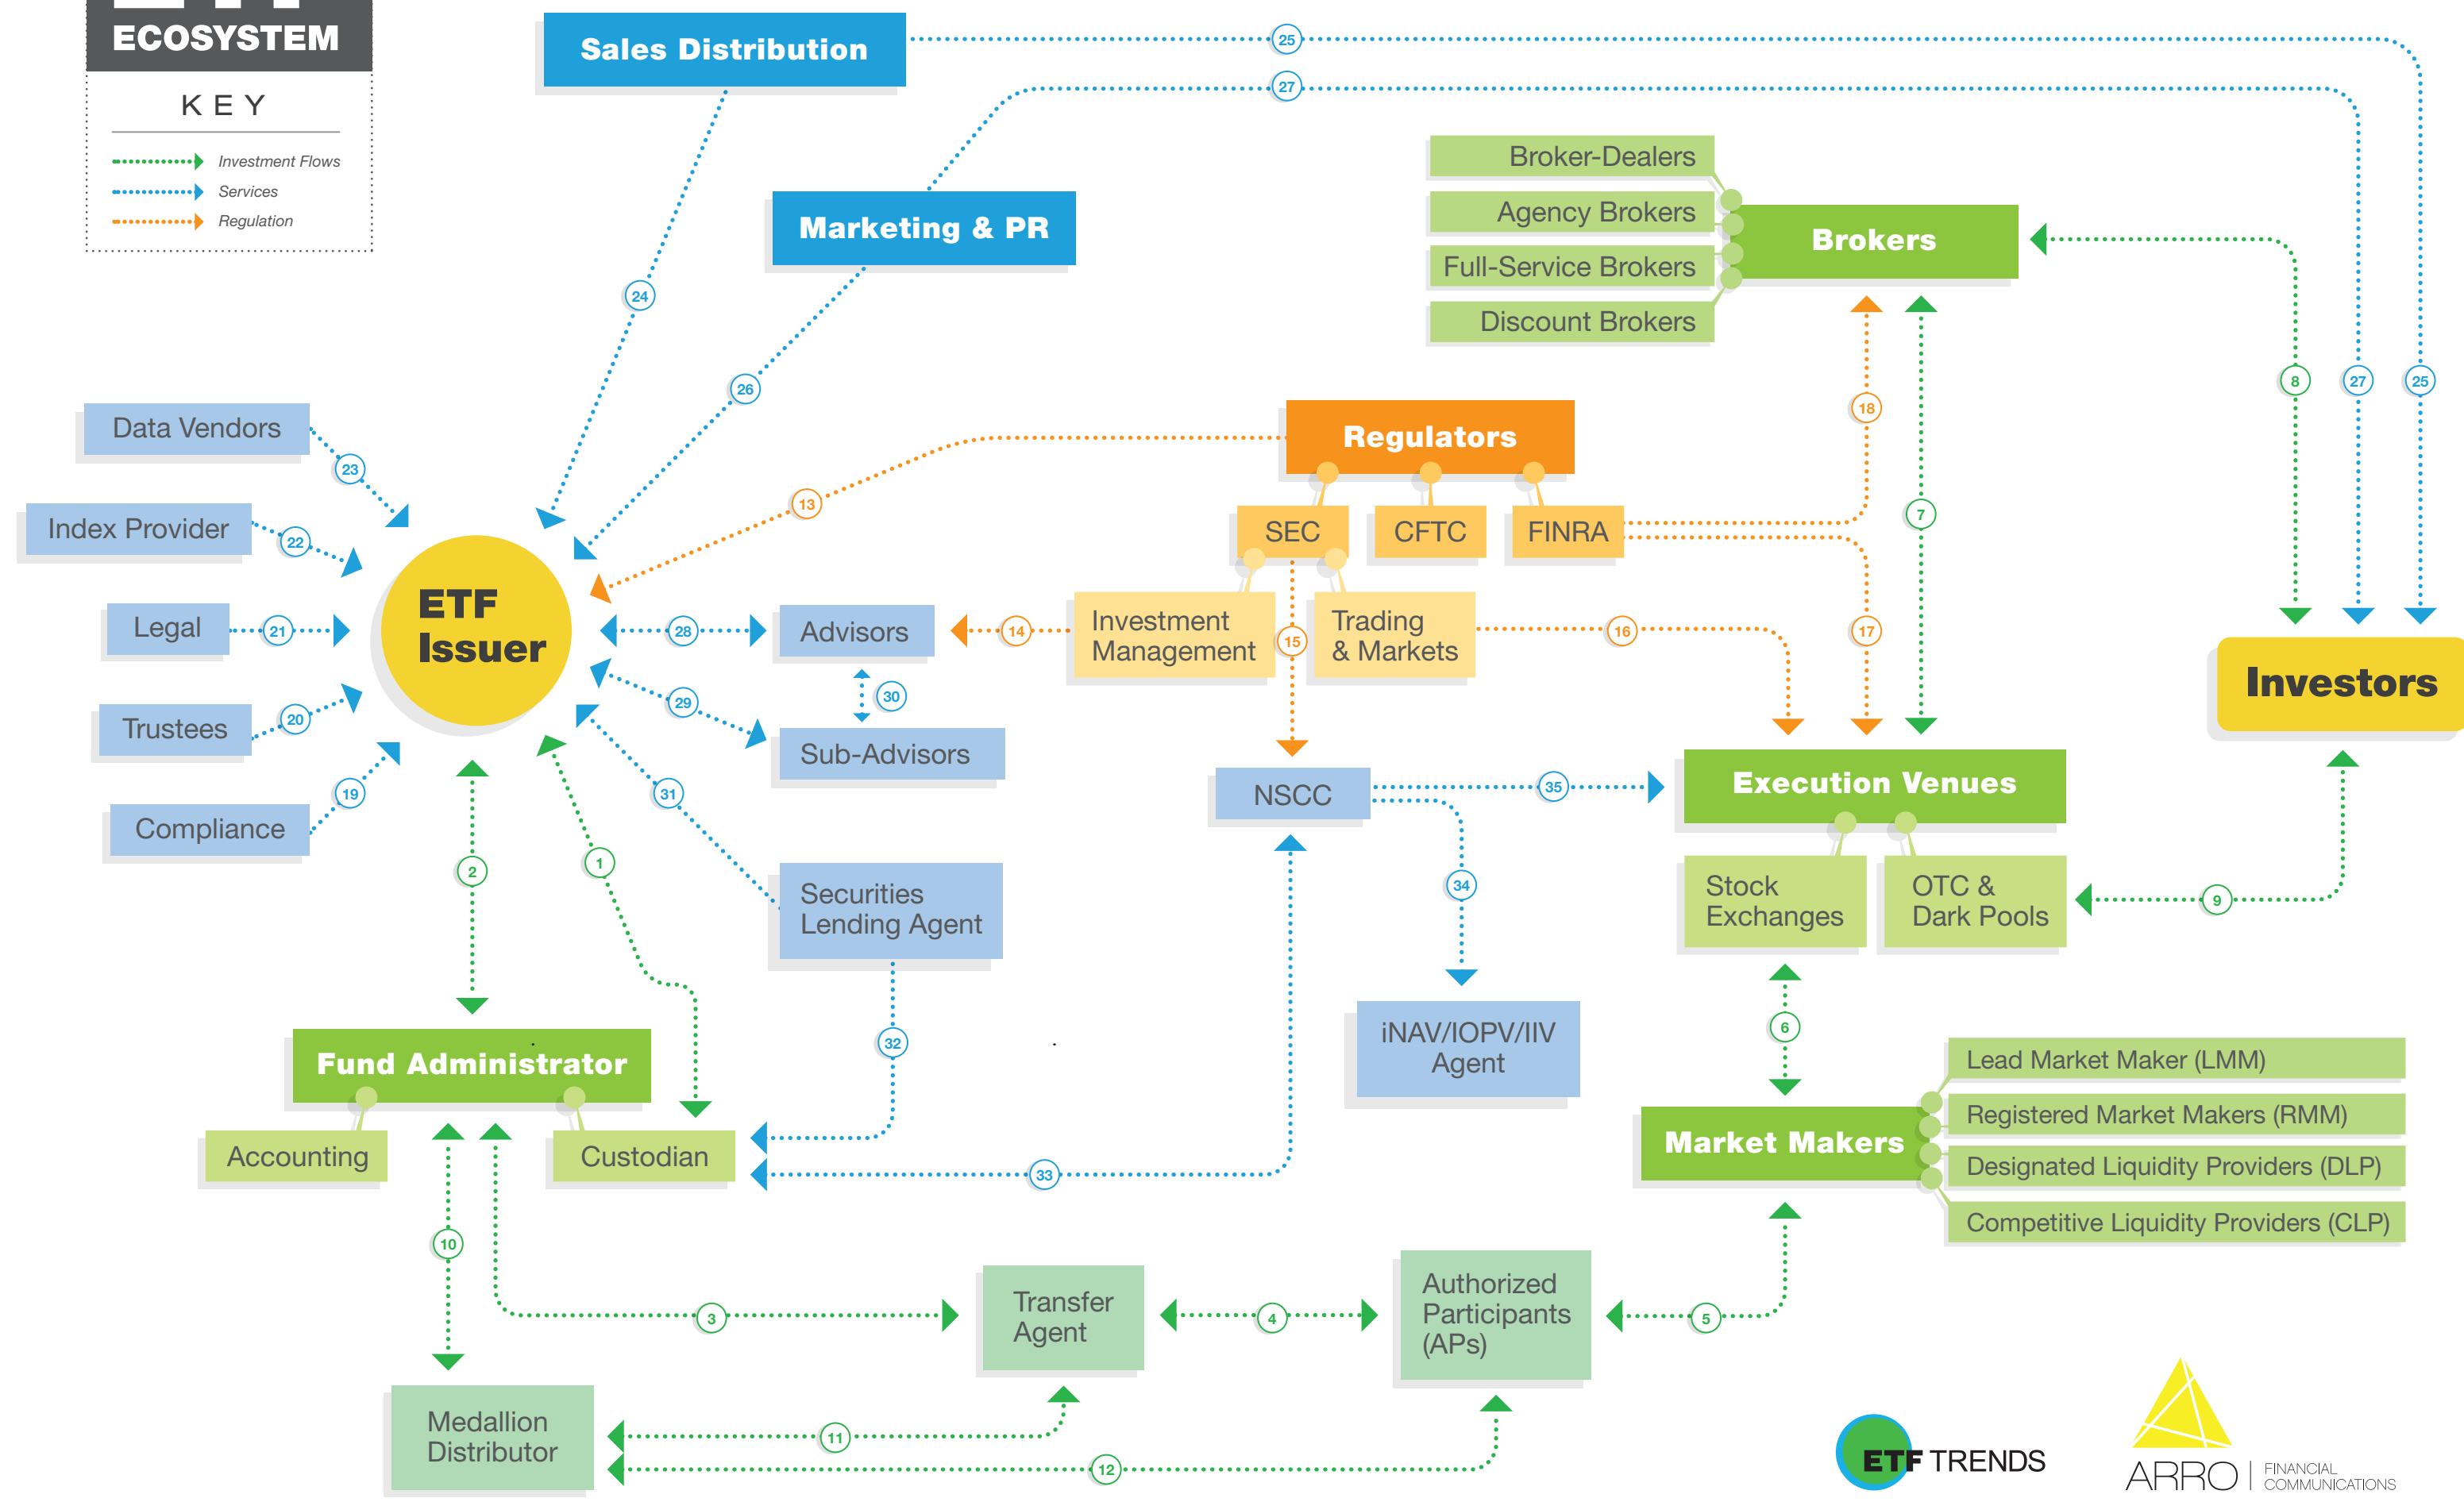 ECOSYSTEM
KEY
Investment Flows
Services
Regulation
Sales Distribution
25
27
Marketing & PR
Broker-Dealers
Agency Brokers
Full-Service Brokers
Discount Brokers
Brokers
24
26
8
27
25
18
Data Vendors
23
Regulators
13
Index Provider
22
SEC
CFTC
FINRA
7
ETF
Issuer
Legal
21
28
Advisors
14
Investment
Management
15
Trading
& Markets
16
17
Investors
Trustees
20
29
30
Sub-Advisors
19
Compliance
31
NSCC
35
Execution Venues
2
1
Securities
Lending Agent
34
Stock
Exchanges
OTC &
Dark Pools
9
32
iNAV/IOPV/IIV
Agent
6
Fund Administrator
Accounting
Custodian
33
Market Makers
Lead Market Maker (LMM)
Registered Market Makers (RMM)
Designated Liquidity Providers (DLP)
Competitive Liquidity Providers (CLP)
10
3
Transfer
Agent
4
Authorized
Participants
(APs)
5
Medallion
Distributor
11
12
ETF TRENDS
ARRO
FINANCIAL
COMMUNICATIONS